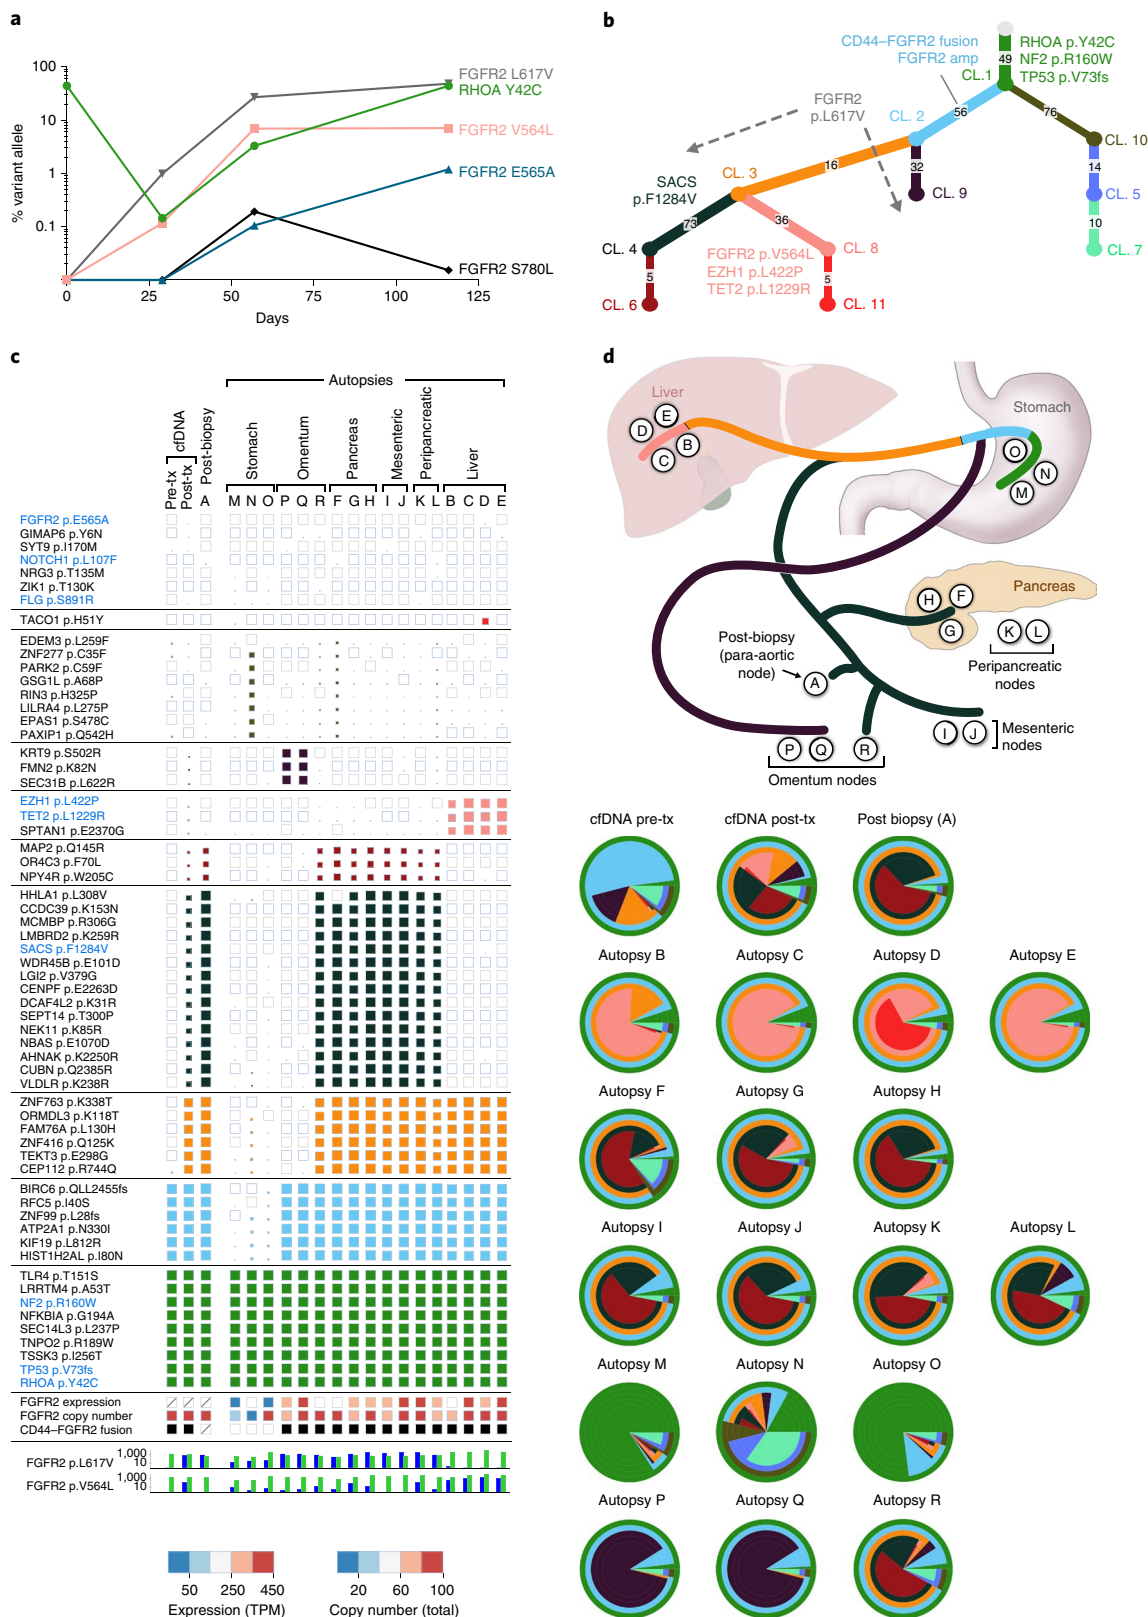 a
100
10
1
0.1
% variant allele
0
25
50
75
100
125
Days
FGFR2 L617V
RHOA Y42C
FGFR2 V564L
FGFR2 E565A
FGFR2 S780L
b
CD44–FGFR2 fusion
FGFR2 amp
RHOA p.Y42C
NF2 p.R160W
TP53 p.V73fs
49
CL.1
56
76
FGFR2
p.L617V
CL. 2
CL. 10
16
32
14
SACS
p.F1284V
CL. 3
CL. 9
CL. 5
73
36
10
CL. 4
FGFR2 p.V564L
EZH1 p.L422P
TET2 p.L1229R
CL. 8
CL. 7
5
5
CL. 6
CL. 11
c
Autopsies
Pre-tx
Post-tx
cfDNA
Post-biopsy
Stomach
Omentum
Pancreas
Mesenteric
Peripancreatic
Liver
A M N O P Q R F G H I J K L B C D E
FGFR2 p.E565A
GIMAP6 p.Y6N
SYT9 p.I170M
NOTCH1 p.L107F
NRG3 p.T135M
ZIK1 p.T130K
FLG p.S891R
TACO1 p.H51Y
EDEM3 p.L259F
ZNF277 p.C35F
PARK2 p.C59F
GSG1L p.A68P
RIN3 p.H325P
LILRA4 p.L275P
EPAS1 p.S478C
PAXIP1 p.Q542H
KRT9 p.S502R
FMN2 p.K82N
SEC31B p.L622R
EZH1 p.L422P
TET2 p.L1229R
SPTAN1 p.E2370G
MAP2 p.Q145R
OR4C3 p.F70L
NPY4R p.W205C
HHLA1 p.L308V
CCDC39 p.K153N
MCMBP p.R306G
LMBRD2 p.K259R
SACS p.F1284V
WDR45B p.E101D
LGI2 p.V379G
CENPF p.E2263D
DCAF4L2 p.K31R
SEPT14 p.T300P
NEK11 p.K85R
NBAS p.E1070D
AHNAK p.K2250R
CUBN p.Q2385R
VLDLR p.K238R
ZNF763 p.K338T
ORMDL3 p.K118T
FAM76A p.L130H
ZNF416 p.Q125K
TEKT3 p.E298G
CEP112 p.R744Q
BIRC6 p.QLL2455fs
RFC5 p.I40S
ZNF99 p.L28fs
ATP2A1 p.N330I
KIF19 p.L812R
HIST1H2AL p.I80N
TLR4 p.T151S
LRRTM4 p.A53T
NF2 p.R160W
NFKBIA p.G194A
SEC14L3 p.L237P
TNPO2 p.R189W
TSSK3 p.I256T
TP53 p.V73fs
RHOA p.Y42C
FGFR2 expression
FGFR2 copy number
CD44–FGFR2 fusion
FGFR2 p.L617V
1,000
10
FGFR2 p.V564L
1,000
10
50 250 450
Expression (TPM)
20 60 100
Copy number (total)
d
Liver
E
D
B
C
Stomach
O
N
M
Pancreas
H
F
G
K
L
Peripancreatic
nodes
Post-biopsy
(para-aortic
node)
A
I
J
Mesenteric
nodes
P
Q
R
Omentum nodes
cfDNA pre-tx
cfDNA post-tx
Post biopsy (A)
Autopsy B
Autopsy C
Autopsy D
Autopsy E
Autopsy F
Autopsy G
Autopsy H
Autopsy I
Autopsy J
Autopsy K
Autopsy L
Autopsy M
Autopsy N
Autopsy O
Autopsy P
Autopsy Q
Autopsy R